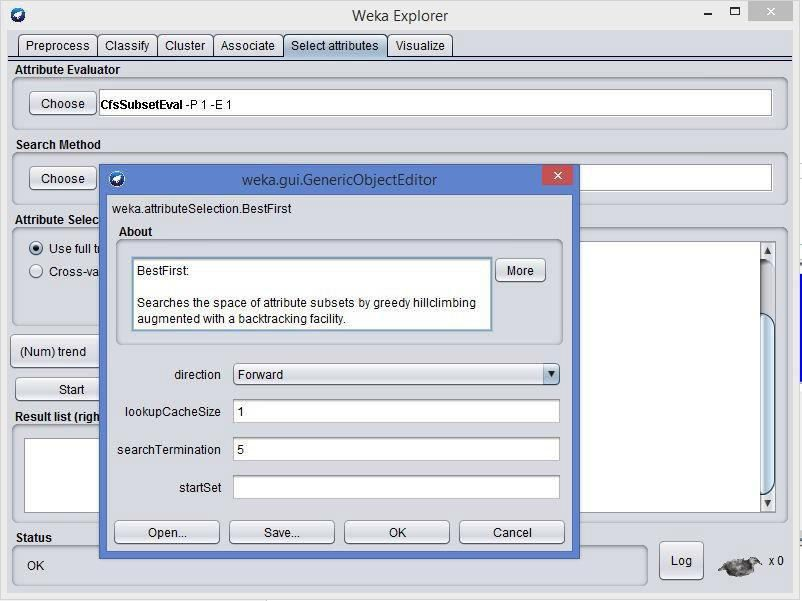 Weka Explorer
Preprocess Classify Cluster Associate Select attributes Visualize
Attribute Evaluator
Choose CfsSubsetEval -P 1 -E 1
Search Method
Choose
weka.gui.GenericObjectEditor
weka.attributeSelection.BestFirst
About
BestFirst:
More
Searches the space of attribute subsets by greedy hillclimbing
augmented with a backtracking facility.
direction Forward
lookupCacheSize 1
searchTermination 5
startSet
Open... Save... OK Cancel
Attribute Selec
Use full tr
Cross-va
(Num) trend
Start
Result list (righ
Status
OK
Log
x 0